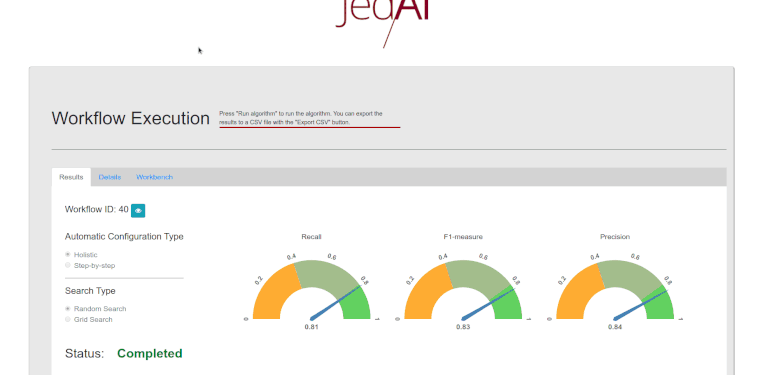 JedAI
Workflow Execution
Press "Run algorithm" to run the algorithm. You can export the
results to a CSV file with the "Export CSV" button.
Results Details Workbench
Workflow ID: 40
Automatic Configuration Type
Holistic
Step-by-step
Search Type
Random Search
Grid Search
Status: Completed
Recall
0 0.2 0.4 0.6 0.8 1
0.81
F1-measure
0 0.2 0.4 0.6 0.8 1
0.83
Precision
0 0.2 0.4 0.6 0.8 1
0.84